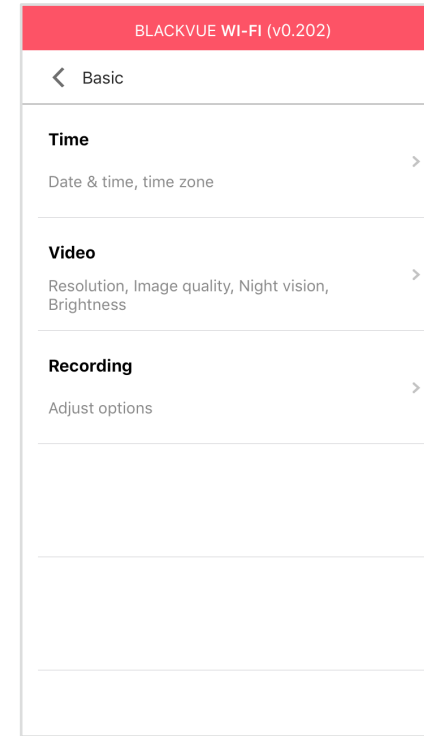 BLACKVUE WI-FI (v0.202)
Basic
Time
Date & time, time zone
Video
Resolution, Image quality, Night vision,
Brightness
Recording
Adjust options